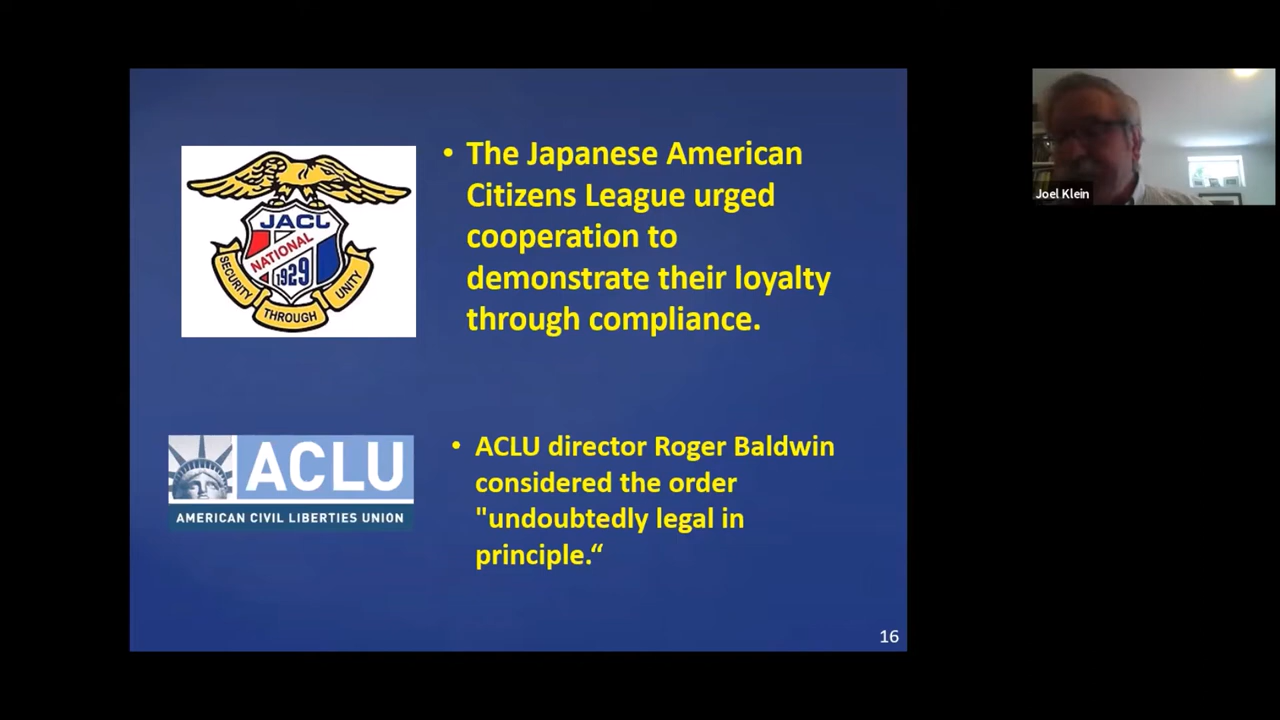 JACL
NATIONAL
1929
SECURITY
THROUGH
UNITY
• The Japanese American
Citizens League urged
cooperation to
demonstrate their loyalty
through compliance.
ACLU
AMERICAN CIVIL LIBERTIES UNION
• ACLU director Roger Baldwin
considered the order
"undoubtedly legal in
principle.“
16
Joel Klein